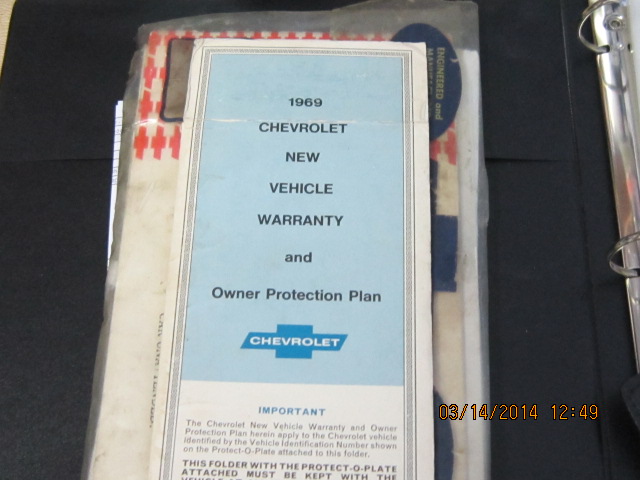 ENGINEERED and
1969
CHEVROLET
NEW
VEHICLE
WARRANTY
and
Owner Protection Plan
CHEVROLET
IMPORTANT
The Chevrolet New Vehicle Warranty and Owner
Protection Plan herein apply to the Chevrolet vehicle
identified by the Vehicle Identification Number shown
on the Protect-O-Plate attached to this folder.
THIS FOLDER WITH THE PROTECT-O-PLATE
ATTACHED MUST BE KEPT WITH THE
03/14/2014 12:49